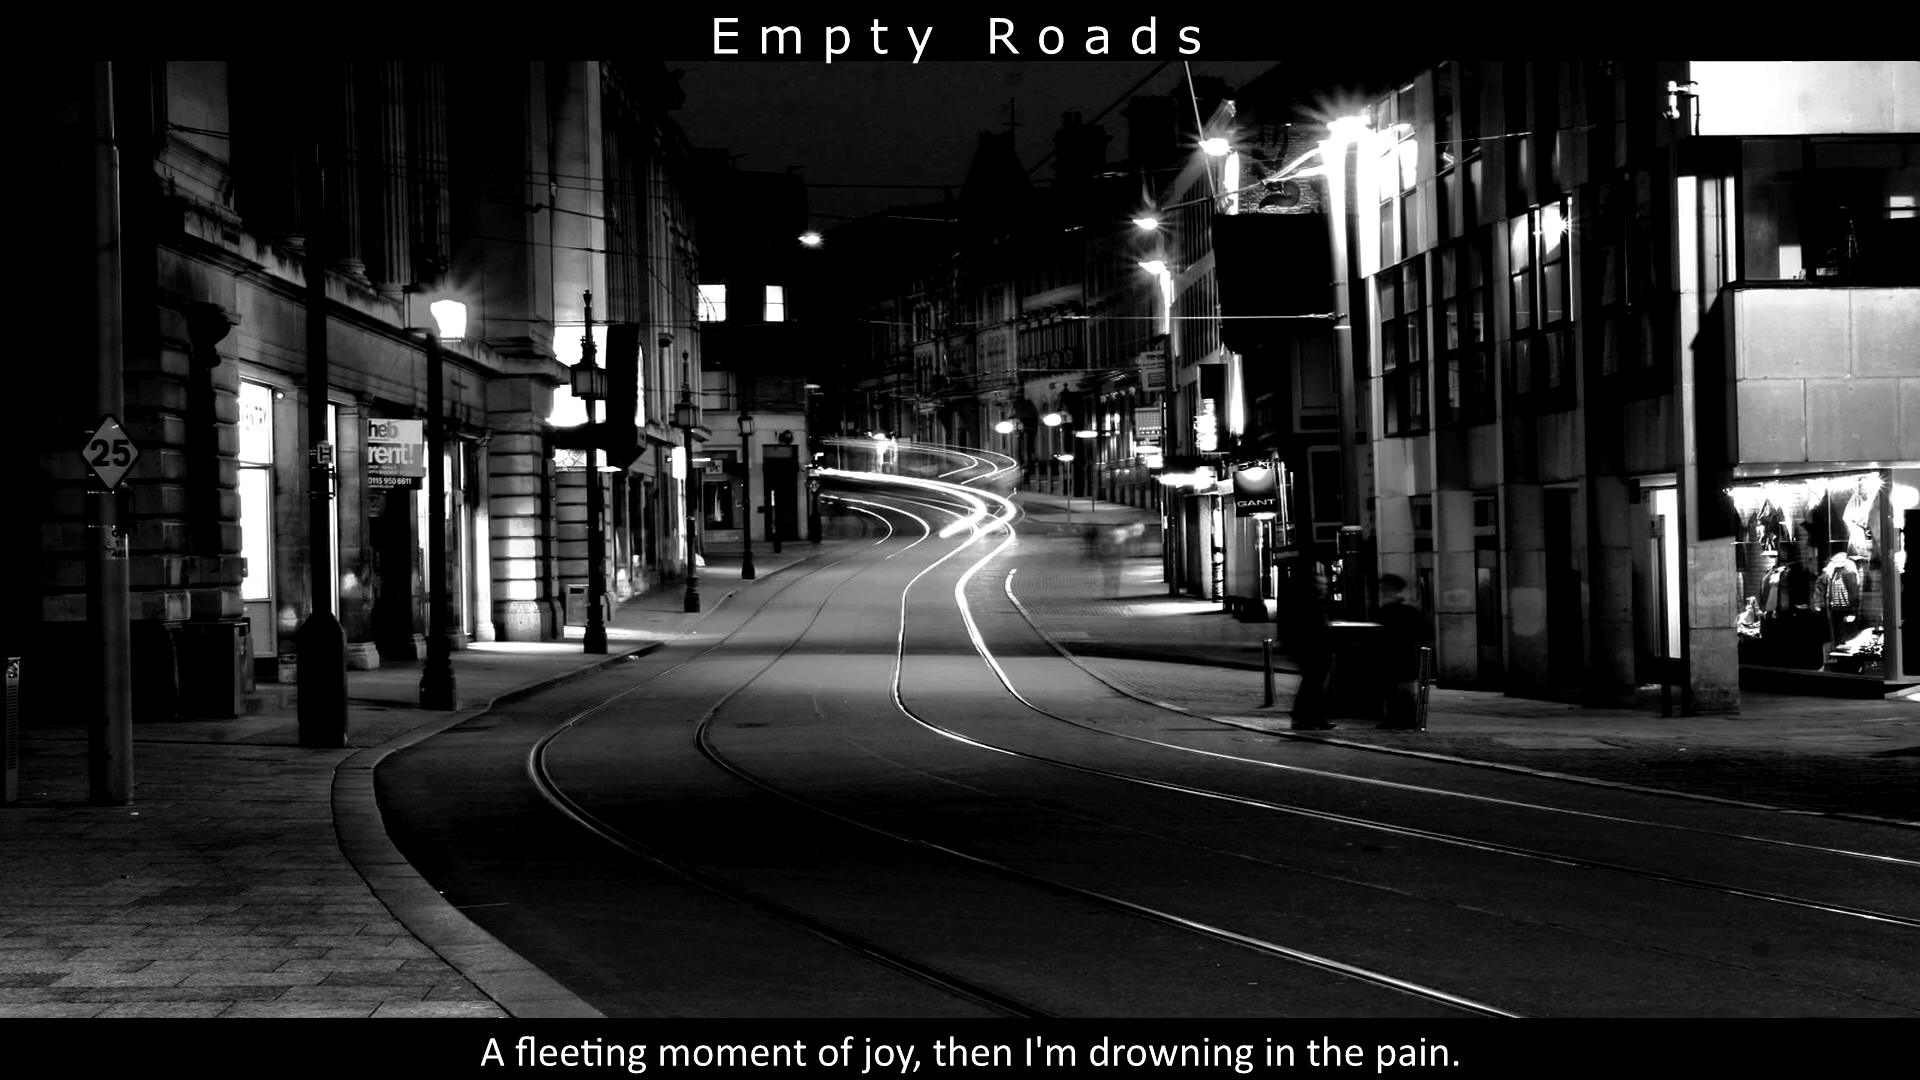 Empty Roads
25
heb
rent!
0115 950 6611
GANT
A fleeting moment of joy, then I'm drowning in the pain.